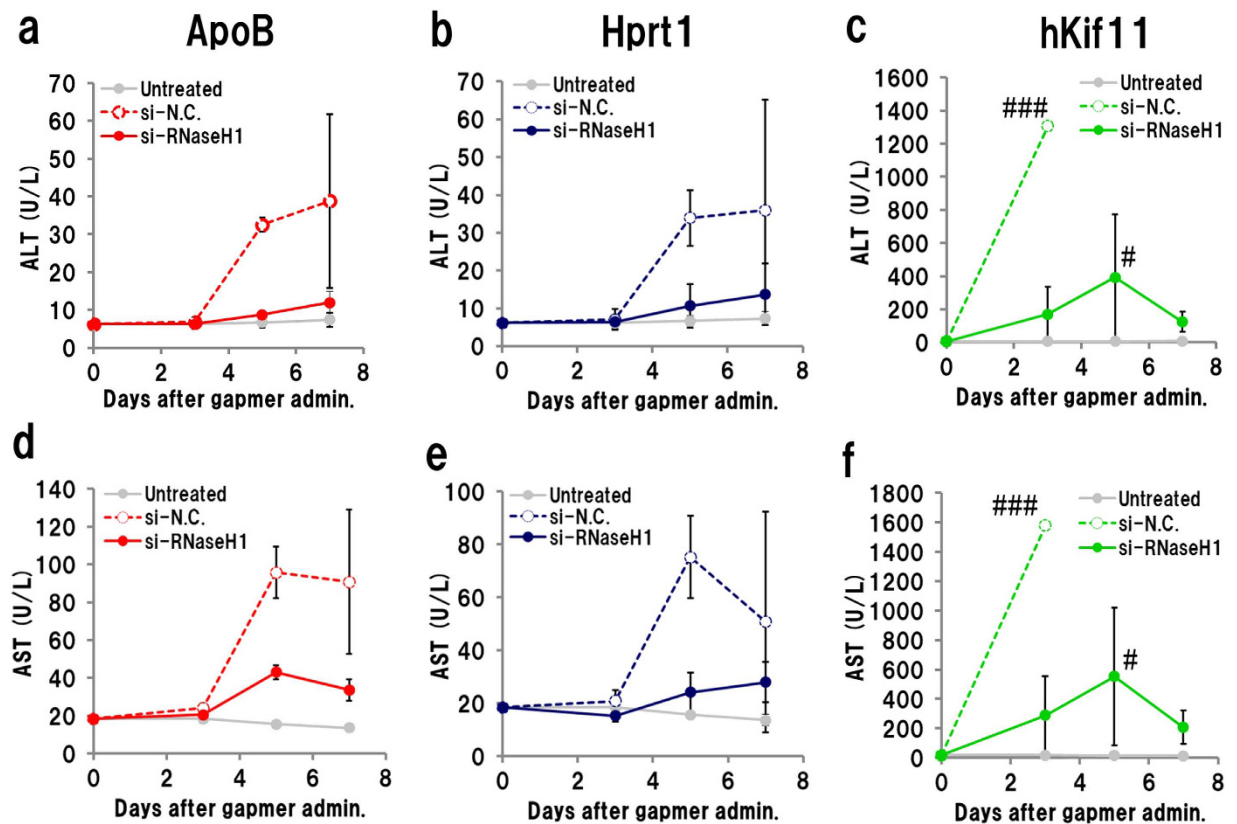 a ApoB
70
60
50
40
30
20
10
0
ALT (U/L)
Untreated
si-N.C.
si-RNaseH1
0 2 4 6 8
Days after gapmer admin.
b Hprt1
70
60
50
40
30
20
10
0
ALT (U/L)
Untreated
si-N.C.
si-RNaseH1
0 2 4 6 8
Days after gapmer admin.
c hKif11
1600
1400
1200
1000
800
600
400
200
0
ALT (U/L)
Untreated
si-N.C.
si-RNaseH1
###
#
0 2 4 6 8
Days after gapmer admin.
d
140
120
100
80
60
40
20
0
AST (U/L)
Untreated
si-N.C.
si-RNaseH1
0 2 4 6 8
Days after gapmer admin.
e
100
80
60
40
20
0
AST (U/L)
Untreated
si-N.C.
si-RNaseH1
0 2 4 6 8
Days after gapmer admin.
f
1800
1600
1400
1200
1000
800
600
400
200
0
AST (U/L)
Untreated
si-N.C.
si-RNaseH1
###
#
0 2 4 6 8
Days after gapmer admin.